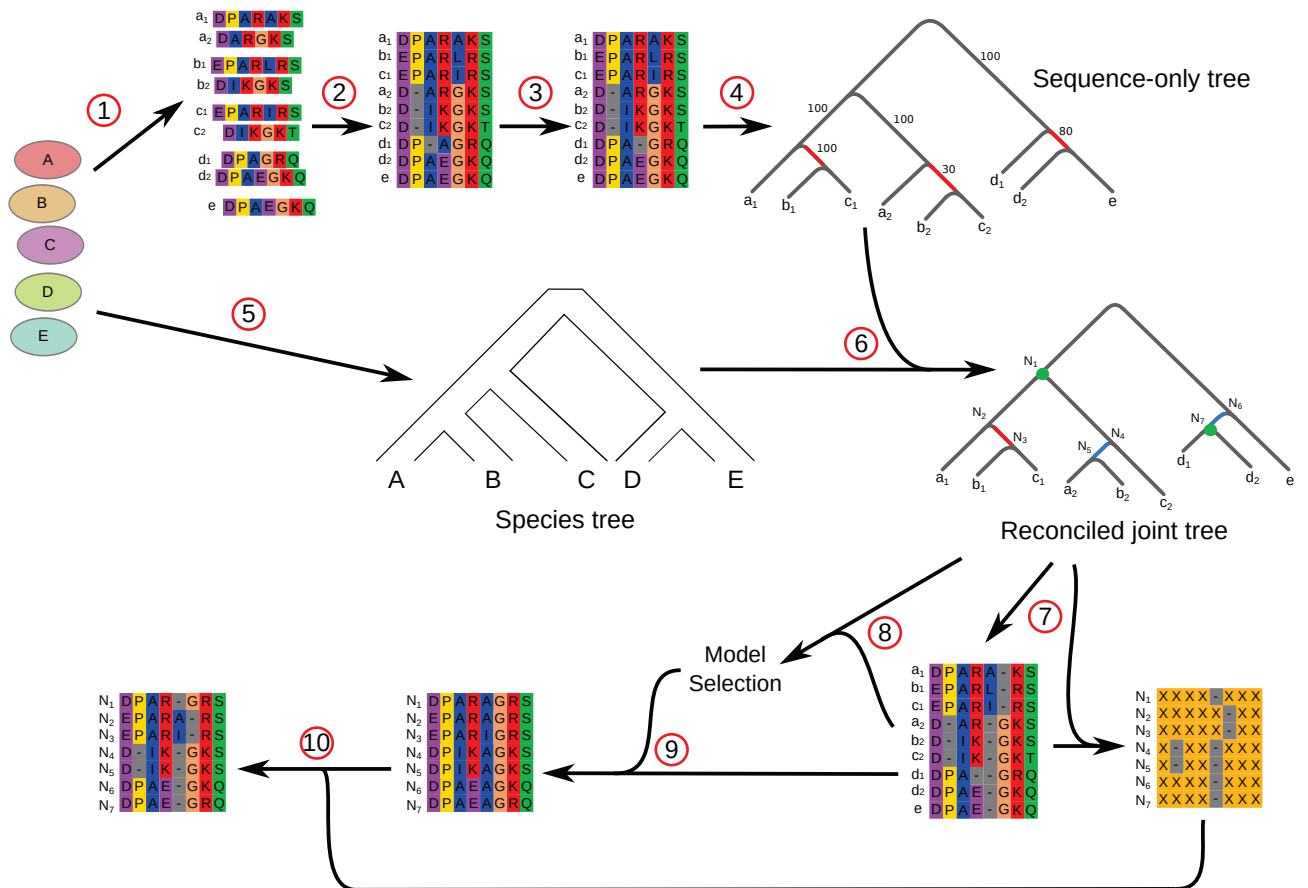 A
B
C
D
E
1
a₁ DPARAKS
a₂ DARGKS
b₁ EPARLRS
b₂ DIKGKS
c₁ EPARIRS
c₂ DIKGKT
d₁ DPAGRQ
d₂ DPAEGKQ
e DPAEGKQ
2
a₁ DPARAKS
b₁ EPARLRS
c₁ EPARIRS
a₂ D-ARGKS
b₂ D-IKGKS
c₂ D-IKGKT
d₁ DP-AGRQ
d₂ DPAEGKQ
e DPAEGKQ
3
a₁ DPARAKS
b₁ EPARLRS
c₁ EPARIRS
a₂ D-ARGKS
b₂ D-IKGKS
c₂ D-IKGKT
d₁ DPA-GRQ
d₂ DPAEGKQ
e DPAEGKQ
4
Sequence-only tree
100
100 100 80
100 30
a₁ b₁ c₁ a₂ b₂ c₂ d₁ d₂ e
5
A B C D E
Species tree
6
N₁
N₂ N₃ N₄ N₅ N₆ N₇
a₁ b₁ c₁ a₂ b₂ c₂ d₁ d₂ e
Reconciled joint tree
7
8
Model
Selection
a₁ DPARA-KS
b₁ EPARL-RS
c₁ EPARI-RS
a₂ D-AR-GKS
b₂ D-IK-GKS
c₂ D-IK-GKT
d₁ DPA--GRQ
d₂ DPAE-GKQ
e DPAE-GKQ
N₁ XXXX-XXX
N₂ XXXXX-XX
N₃ XXXXX-XX
N₄ X-XX-XXX
N₅ X-XX-XXX
N₆ XXXX-XXX
N₇ XXXX-XXX
9
N₁ DPARAGRS
N₂ EPARAGRS
N₃ EPARIGRS
N₄ DPIKAGKS
N₅ DPIKAGKS
N₆ DPAEAGKQ
N₇ DPAEAGRQ
10
N₁ DPAR-GRS
N₂ EPARA-RS
N₃ EPARI-RS
N₄ D-IK-GKS
N₅ D-IK-GKS
N₆ DPAE-GKQ
N₇ DPAE-GRQ